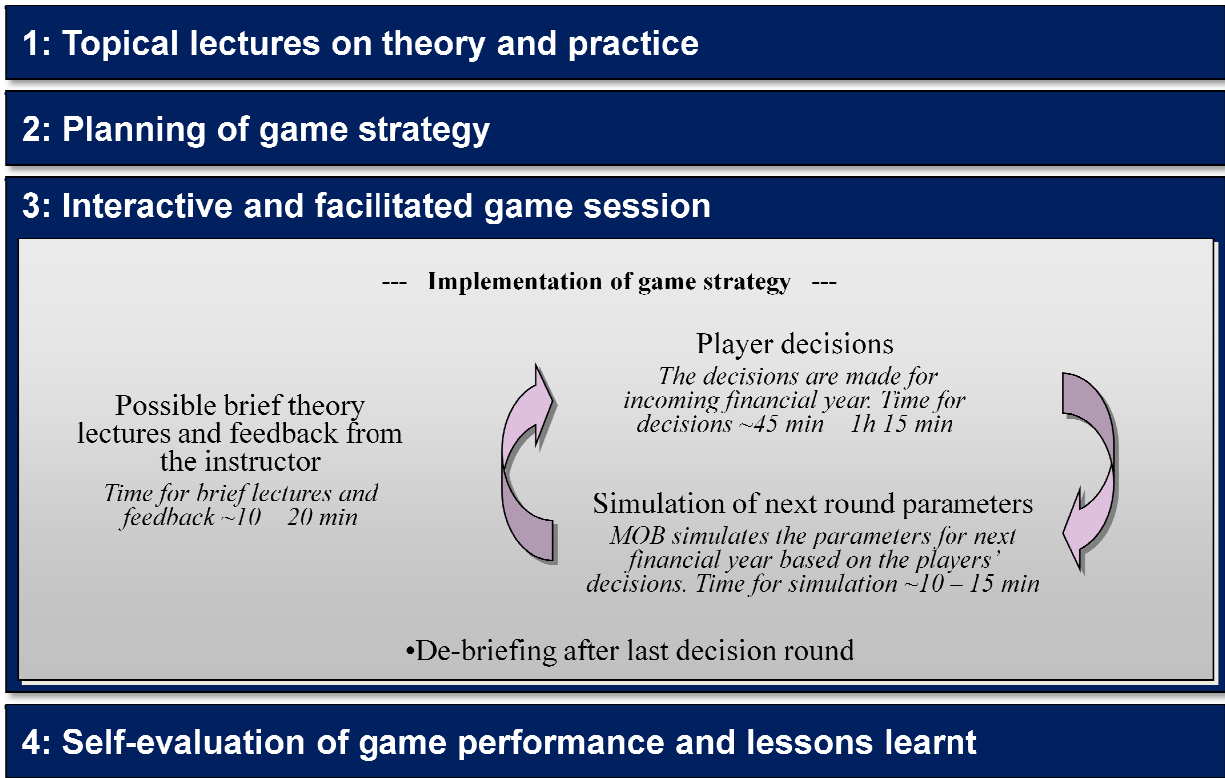 1: Topical lectures on theory and practice
2: Planning of game strategy
3: Interactive and facilitated game session
--- Implementation of game strategy ---
Possible brief theory
lectures and feedback from
the instructor
Time for brief lectures and
feedback ~10 20 min
Player decisions
The decisions are made for
incoming financial year. Time for
decisions ~45 min 1h 15 min
Simulation of next round parameters
MOB simulates the parameters for next
financial year based on the players’
decisions. Time for simulation ~10 – 15 min
•De-briefing after last decision round
4: Self-evaluation of game performance and lessons learnt